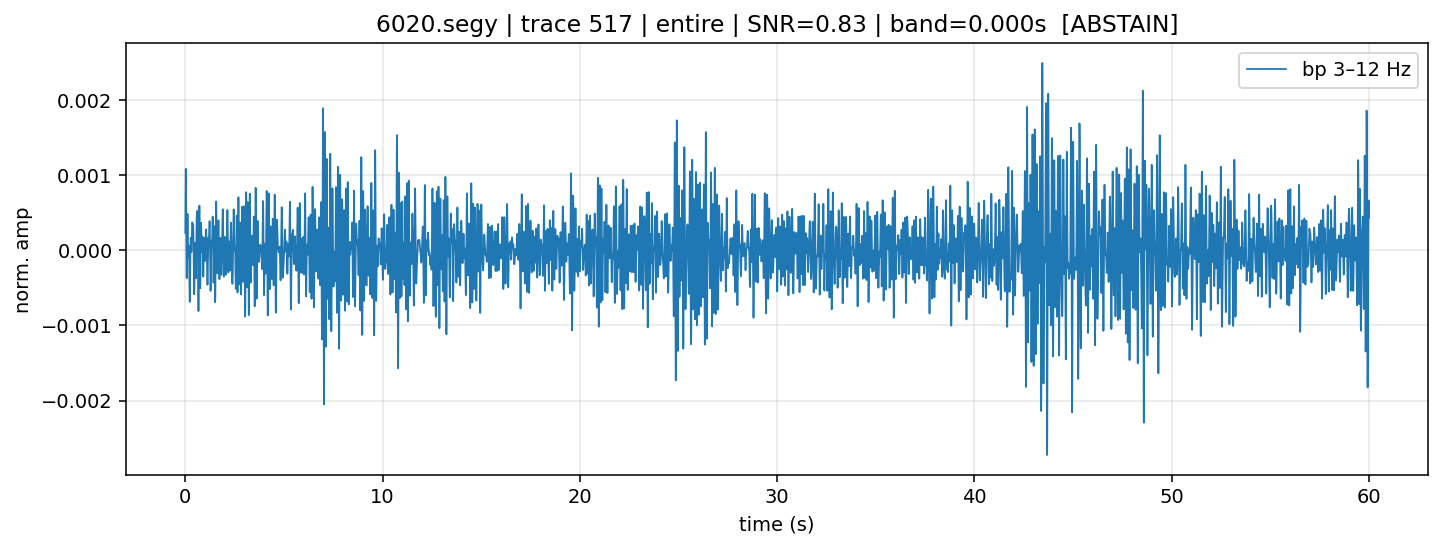 6020.segy | trace 517 | entire | SNR=0.83 | band=0.000s  [ABSTAIN]
bp 3–12 Hz
norm. amp
0.002
0.001
0.000
−0.001
−0.002
0 10 20 30 40 50 60
time (s)